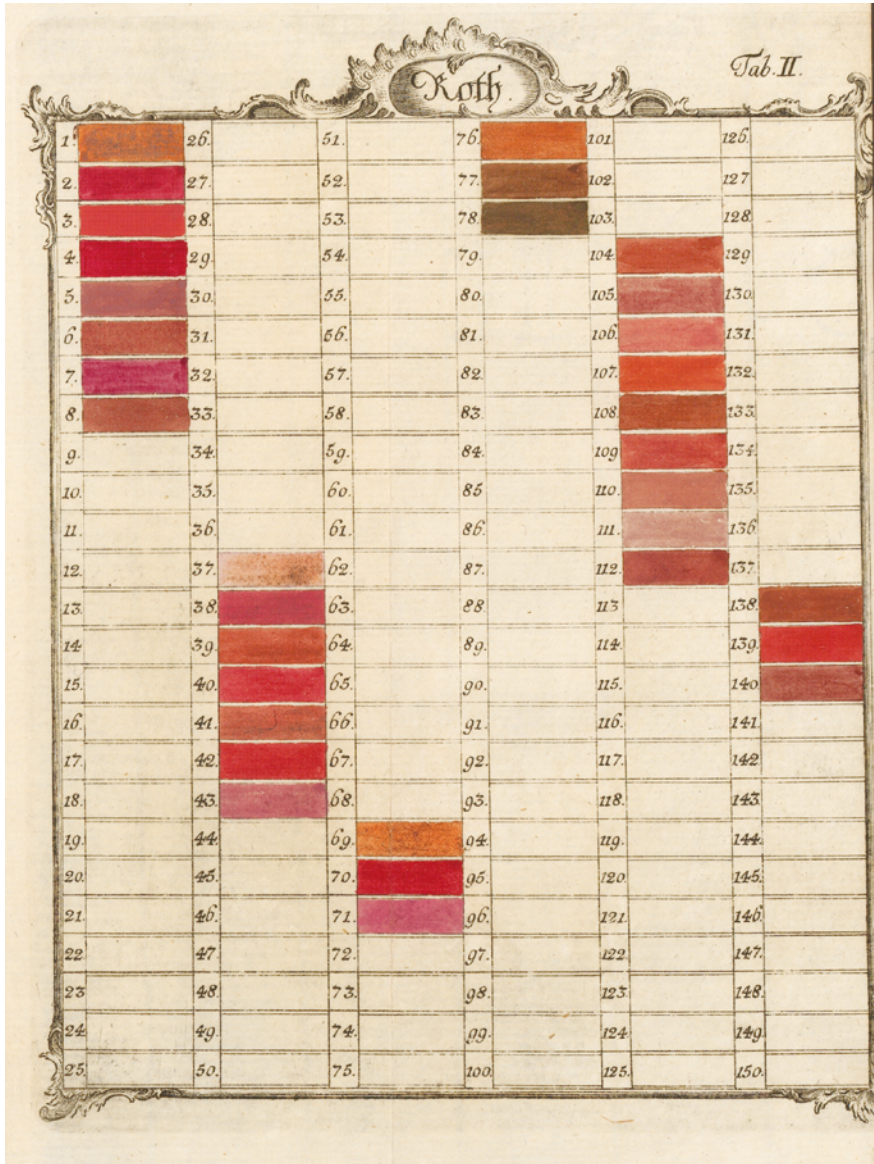 Roth.
Tab. II.
1. 26. 51. 76. 101. 126.
2. 27. 52. 77. 102. 127
3. 28. 53. 78. 103. 128.
4. 29. 54. 79. 104. 129
5. 30. 55. 80. 105. 130.
6. 31. 56. 81. 106. 131.
7. 32. 57. 82. 107. 132.
8. 33. 58. 83. 108. 133.
9. 34. 59. 84. 109 134.
10. 35. 60. 85 110. 135.
11. 36. 61. 86. 111. 136.
12. 37. 62. 87. 112. 137.
13. 38. 63. 88. 113 138.
14. 39. 64. 89. 114. 139.
15. 40. 65. 90. 115. 140.
16. 41. 66. 91. 116. 141.
17. 42. 67. 92. 117. 142.
18. 43. 68. 93. 118. 143.
19. 44. 69. 94. 119. 144.
20. 45. 70. 95. 120. 145.
21. 46. 71. 96. 121. 146.
22. 47. 72. 97. 122. 147.
23 48. 73. 98. 123. 148.
24. 49. 74. 99. 124. 149.
25. 50. 75. 100. 125. 150.